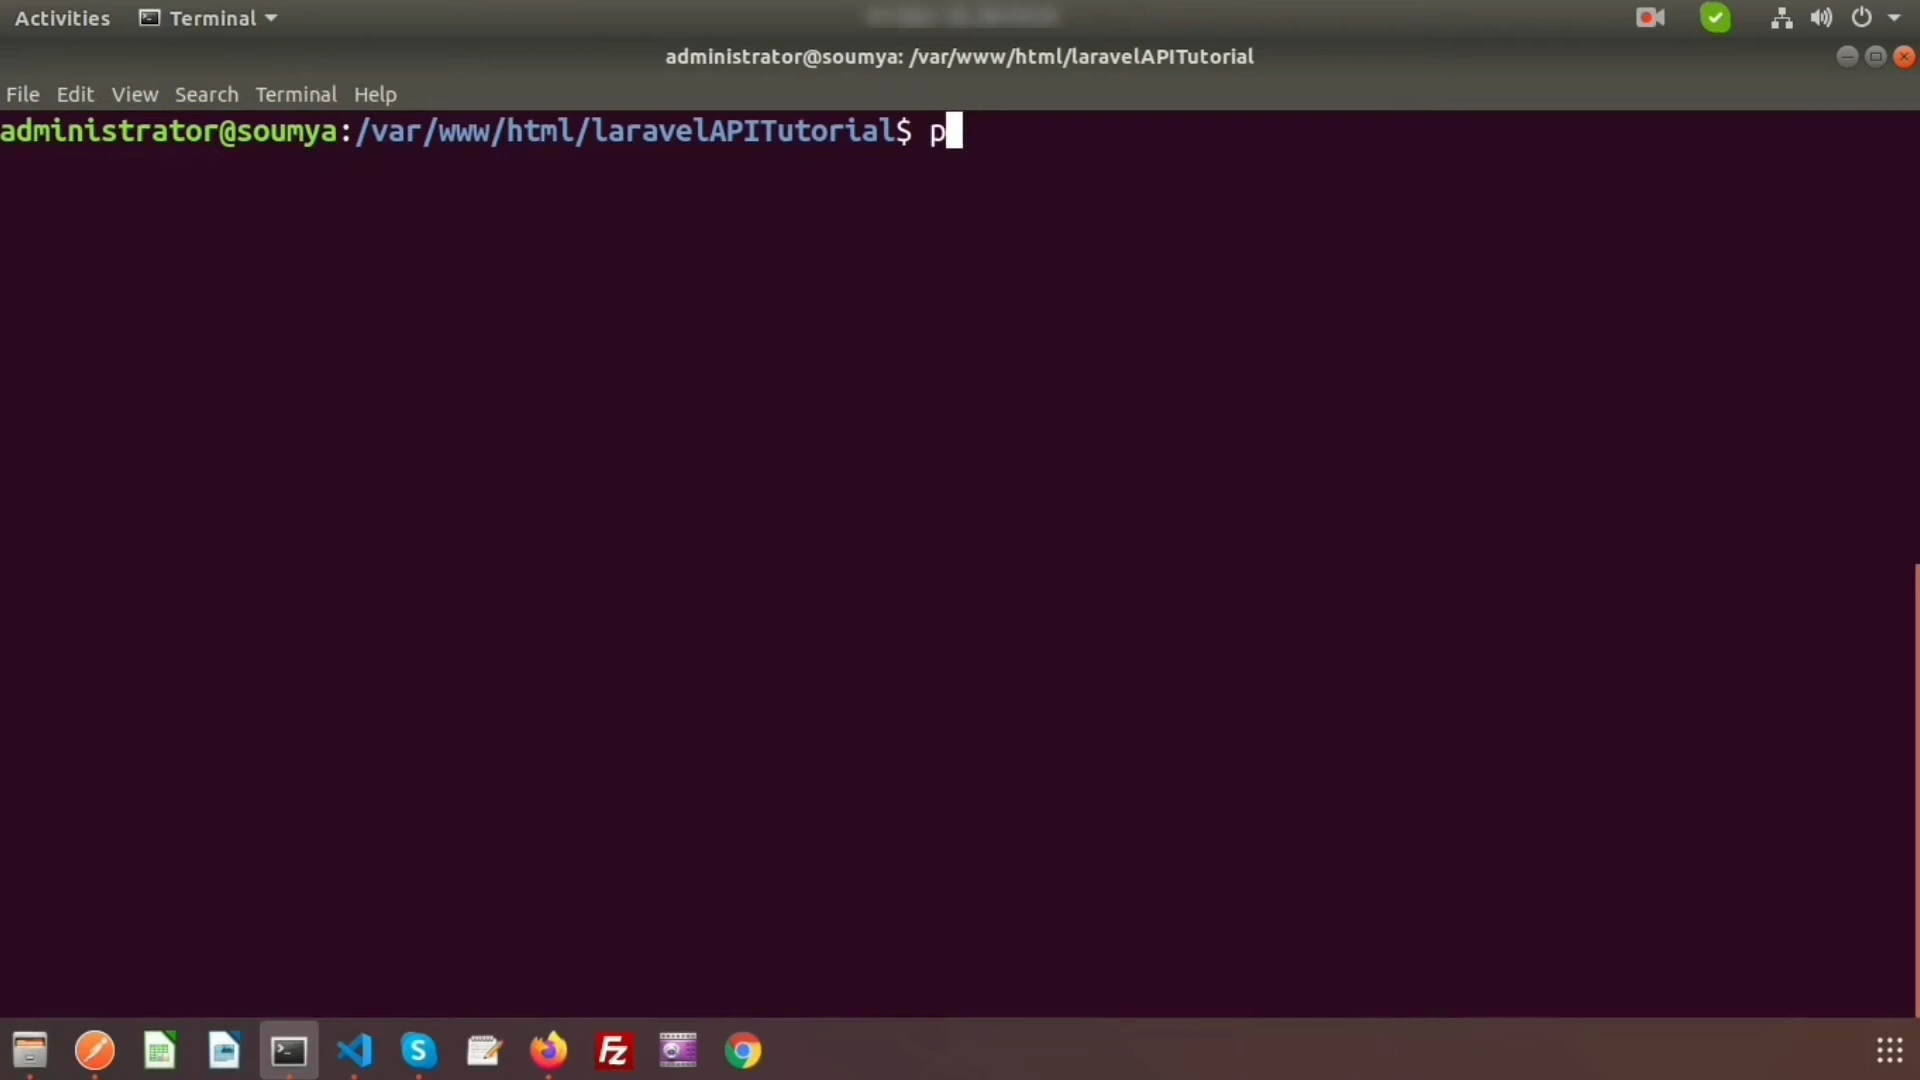 Activities Terminal
administrator@soumya: /var/www/html/laravelAPITutorial
File Edit View Search Terminal Help
administrator@soumya:/var/www/html/laravelAPITutorial$ p